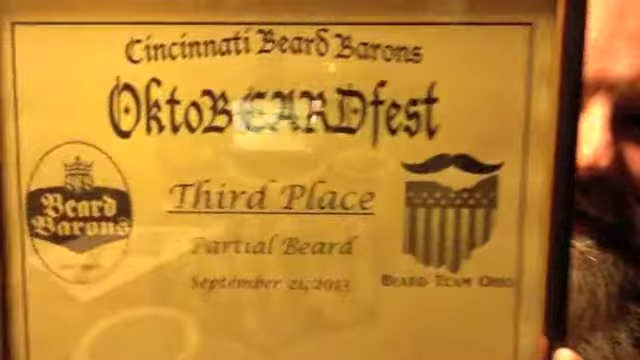 Cincinnati Beard Barons
OktoBEARDfest
Third Place
Partial Beard
September 21, 2013
Beard Barons
Beard Team Ohio